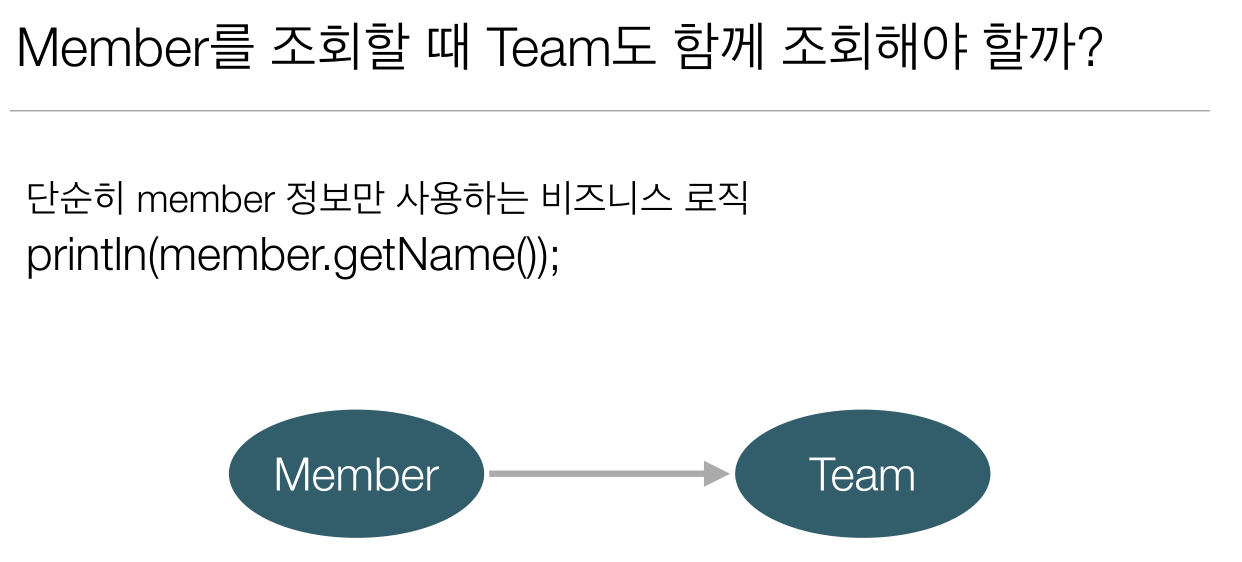 Member를 조회할 때 Team도 함께 조회해야 할까?
단순히 member 정보만 사용하는 비즈니스 로직
println(member.getName());
Member
Team